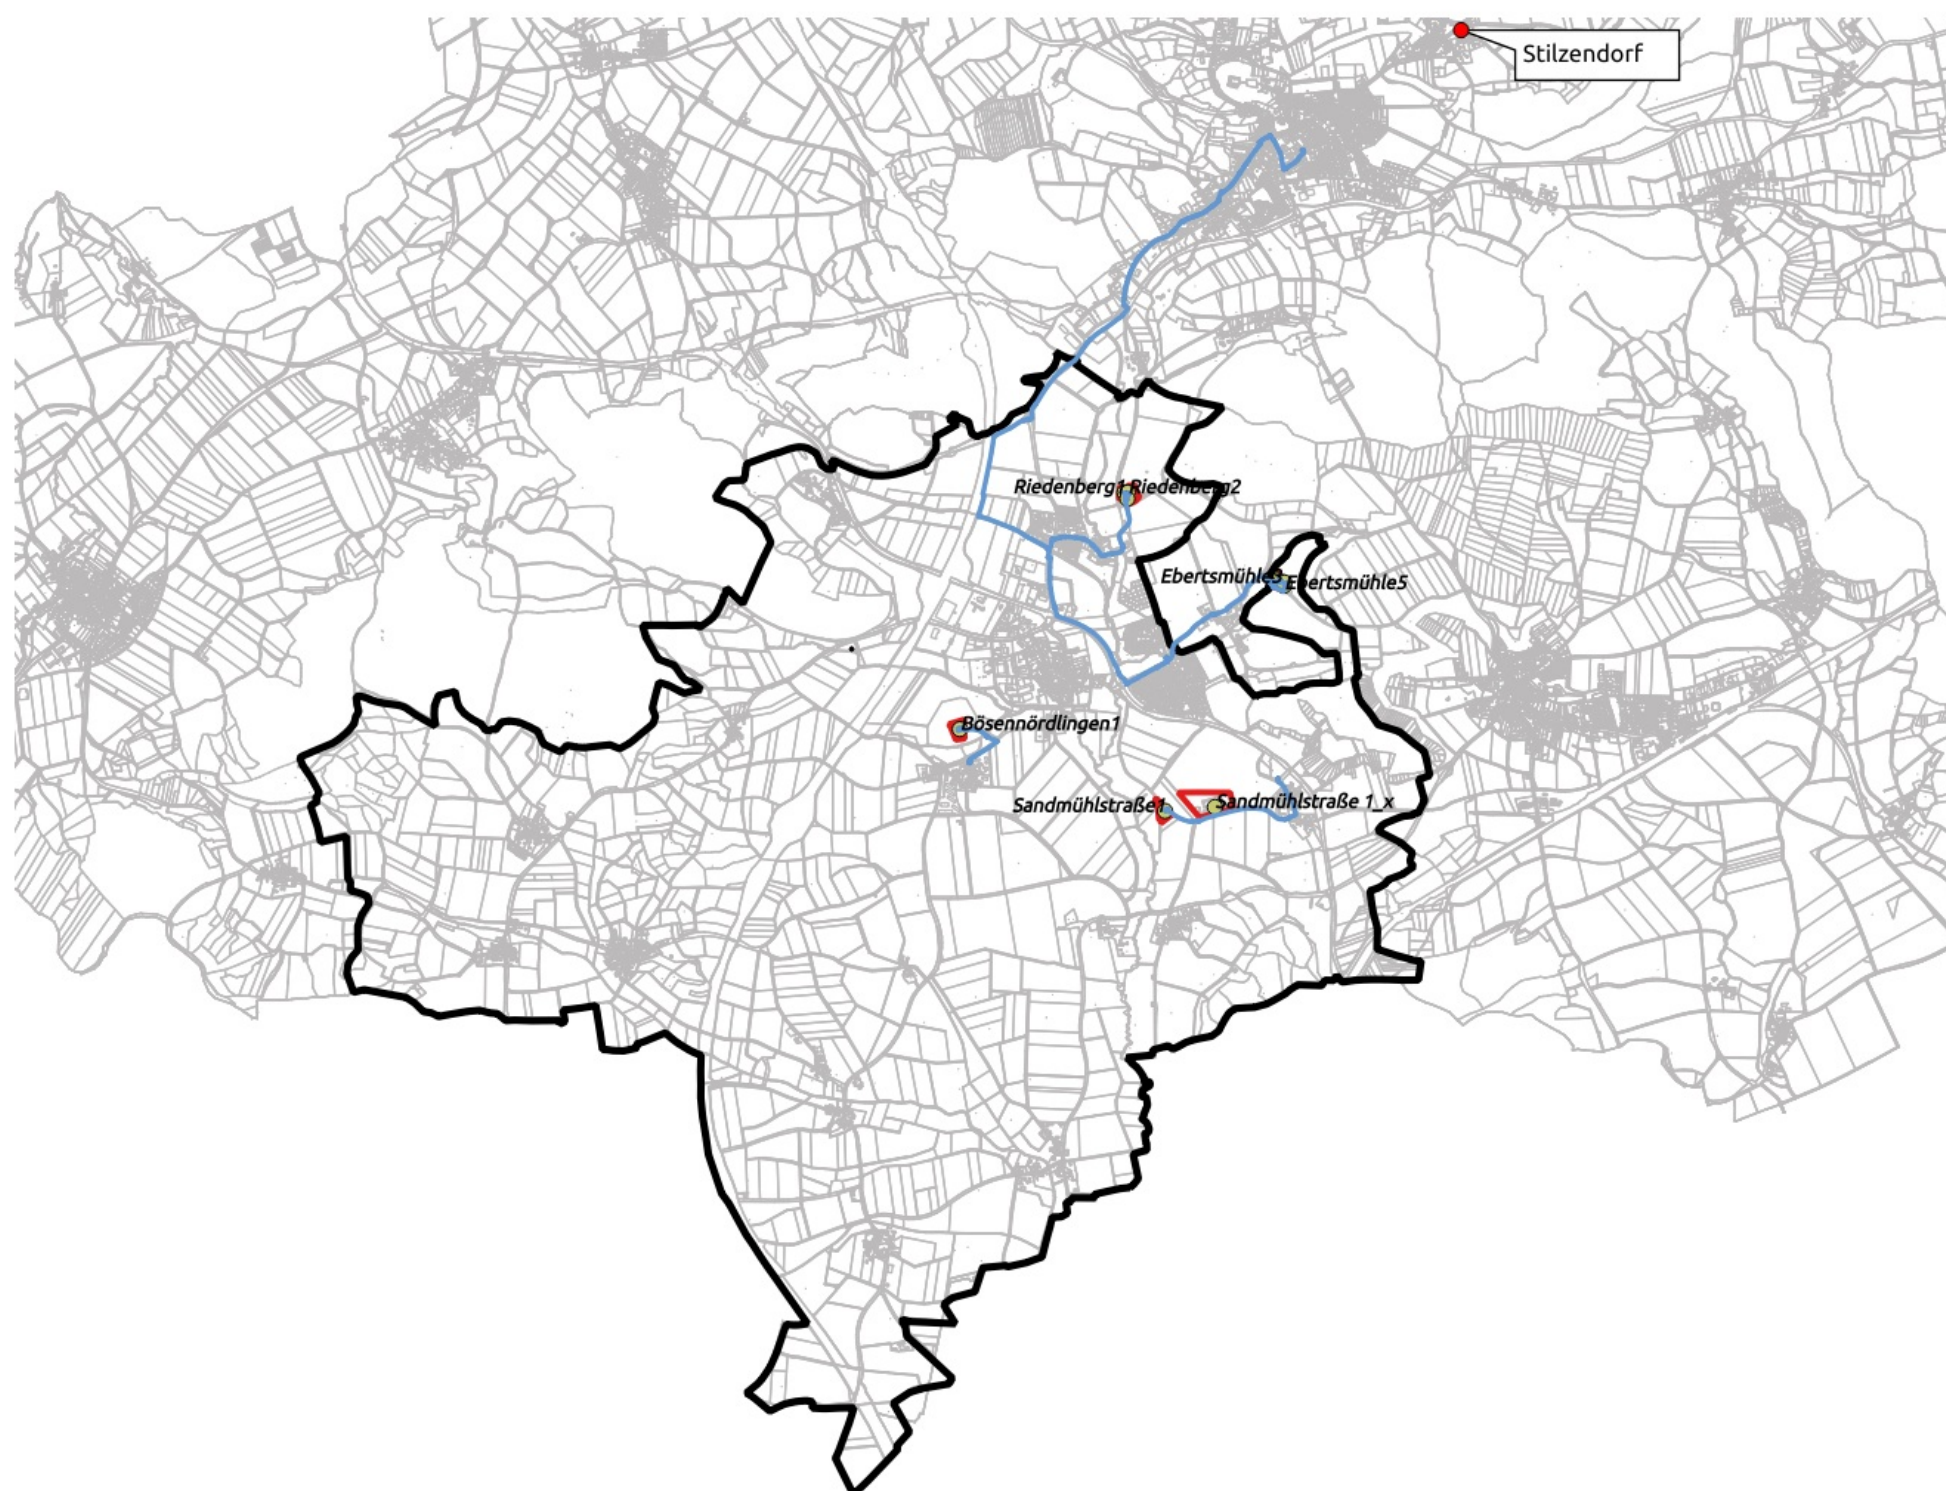 Stilzendorf
Riedenberg1
Riedenberg2
Ebertsmühle3
Ebertsmühle5
Bösennördlingen1
Sandmühlstraße1
Sandmühlstraße 1_x